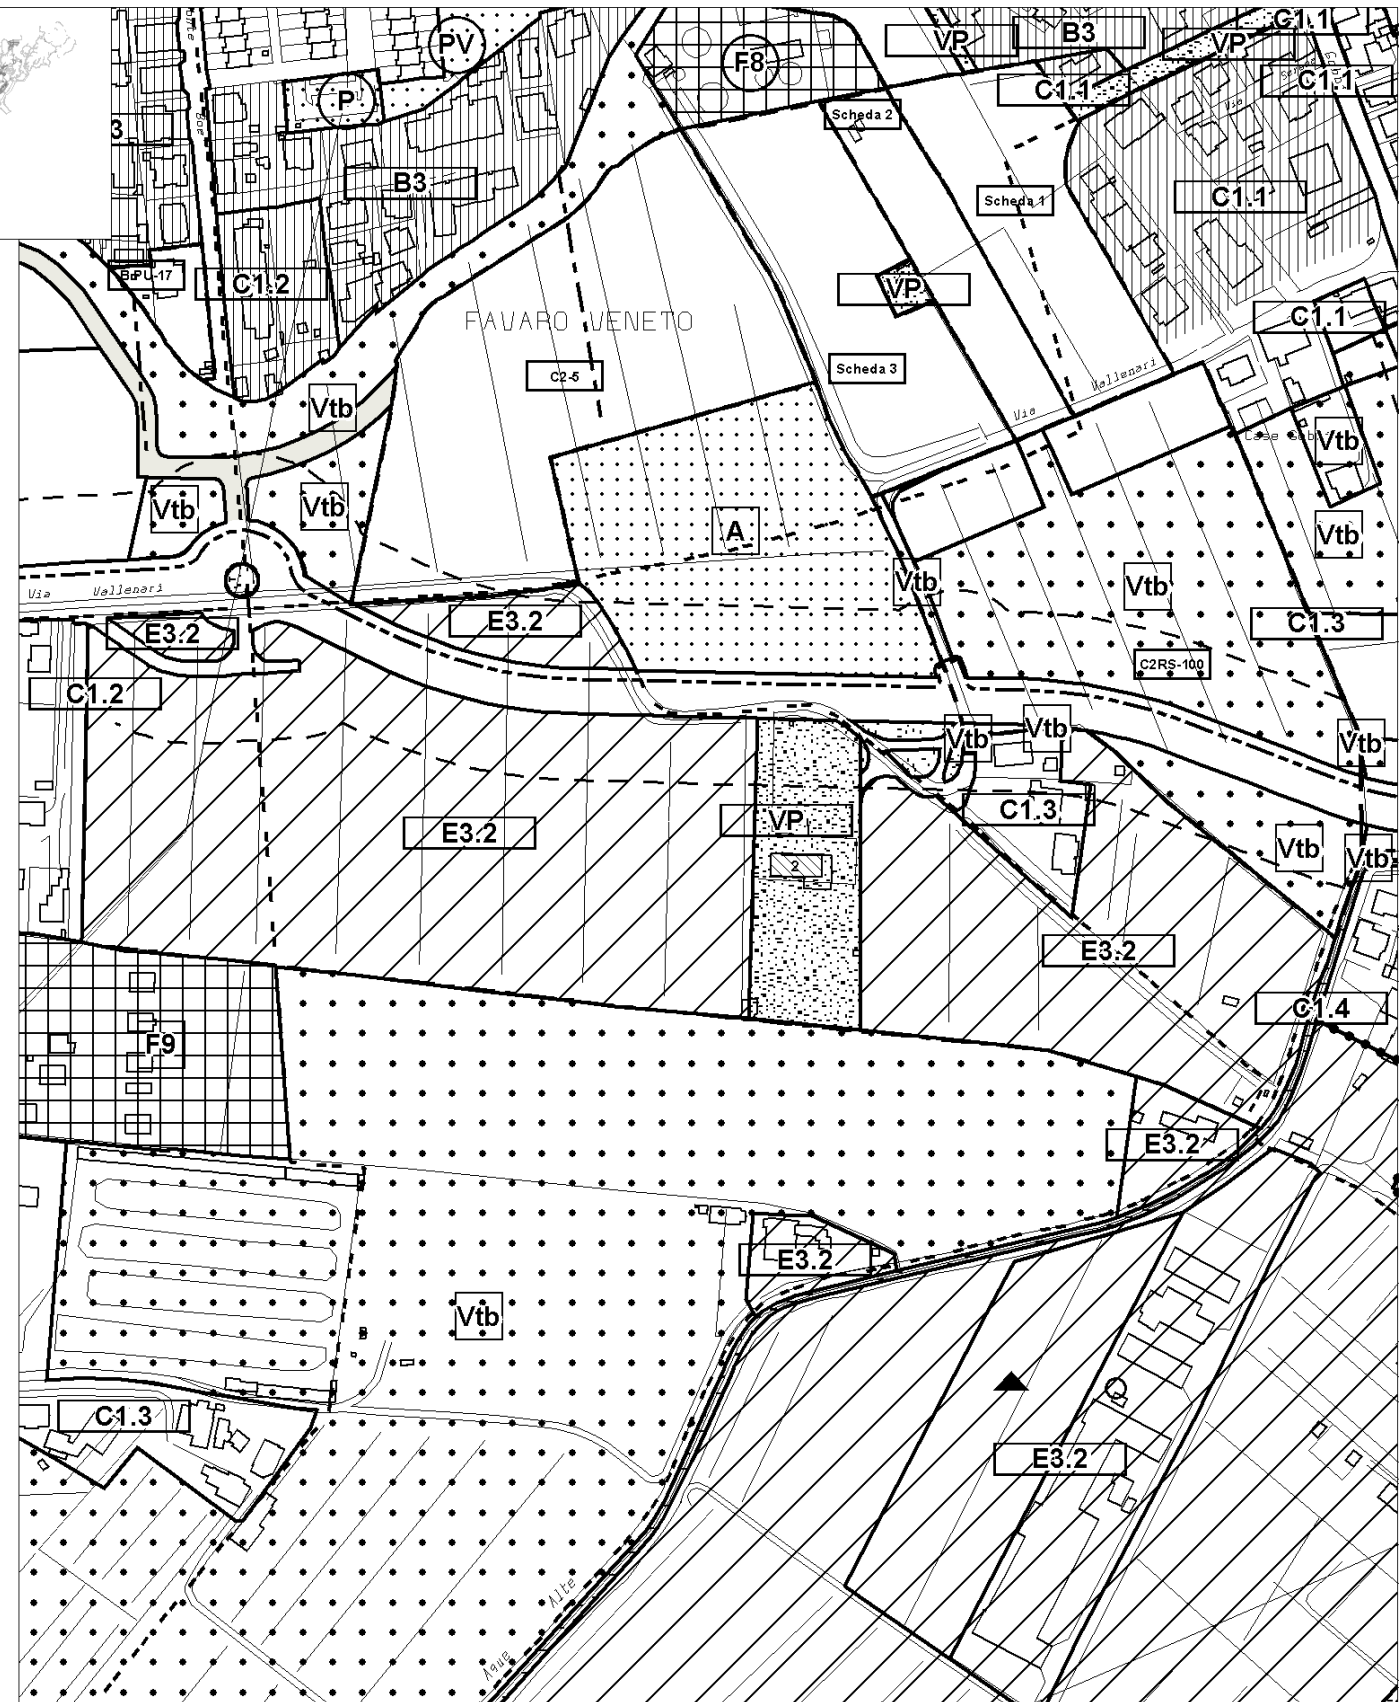 C1.1
PV
VP
B3
VP
F8
C1.1
C1.1
P
Scheda 2
3
Via
B3
C1.1
Scheda 1
BPU-17
C1.2
VP
C1.1
FAVARO VENETO
Scheda 3
C2-5
Via Vallenari
Vtb
Vtb
Vtb
Vtb
A
Vtb
Vtb
Vtb
Via Vallenari
E3.2
E3.2
C1.3
C2RS-100
C1.2
Vtb
Vtb
Vtb
C1.3
VP
E3.2
Vtb
Vtb
2
E3.2
C1.4
F9
E3.2
E3.2
Vtb
C1.3
E3.2
Alte
Aque